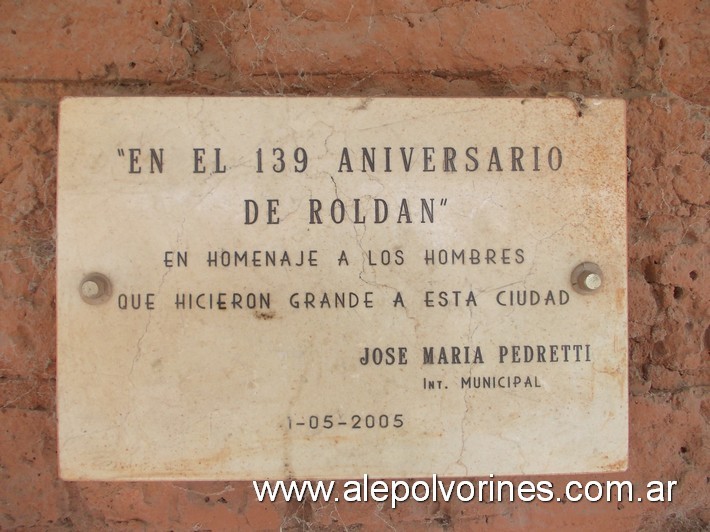 "EN EL 139 ANIVERSARIO
DE ROLDAN"
EN HOMENAJE A LOS HOMBRES
QUE HICIERON GRANDE A ESTA CIUDAD
JOSE MARIA PEDRETTI
INT. MUNICIPAL
1-05-2005
www.alepolvorines.com.ar